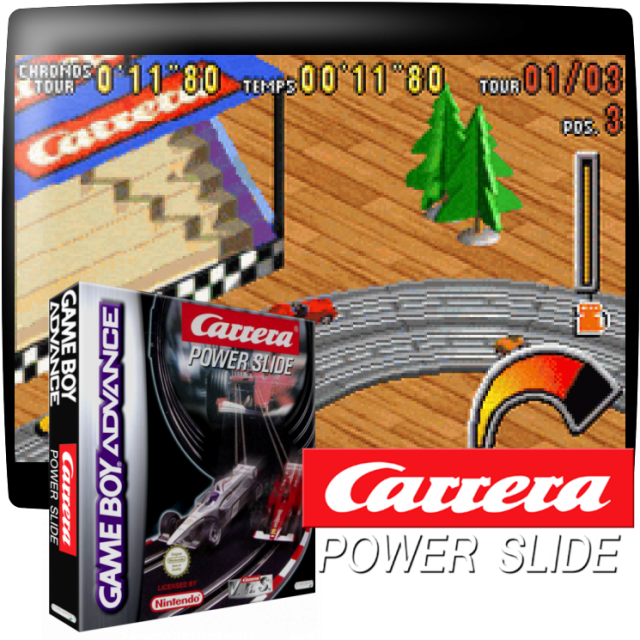 CHRONOS 0'11"80 TEMPS 00'11"80 TOUR 01/03
TOUR
POS. 3
Carrera
GAME BOY ADVANCE
Carrera
POWER SLIDE
GAME BOY ADVANCE
Carrera
POWER SLIDE
LICENSED BY
Nintendo
Carrera
POWER SLIDE